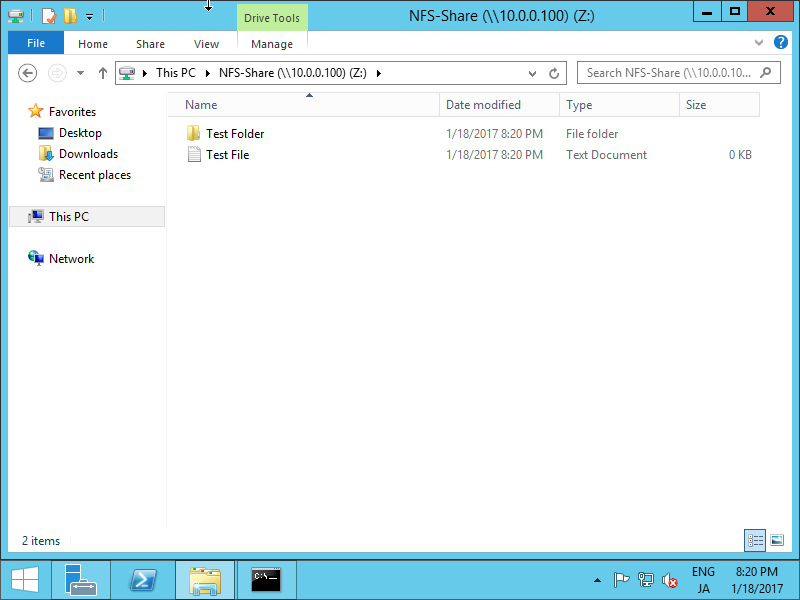 Drive Tools
NFS-Share (\\10.0.0.100) (Z:)
File Home Share View Manage
This PC NFS-Share (\\10.0.0.100) (Z:)
Search NFS-Share (\\10.0.0.10...
Favorites
Desktop
Downloads
Recent places
This PC
Network
Name Date modified Type Size
Test Folder 1/18/2017 8:20 PM File folder
Test File 1/18/2017 8:20 PM Text Document 0 KB
2 items
C:\.
ENG 8:20 PM
JA 1/18/2017